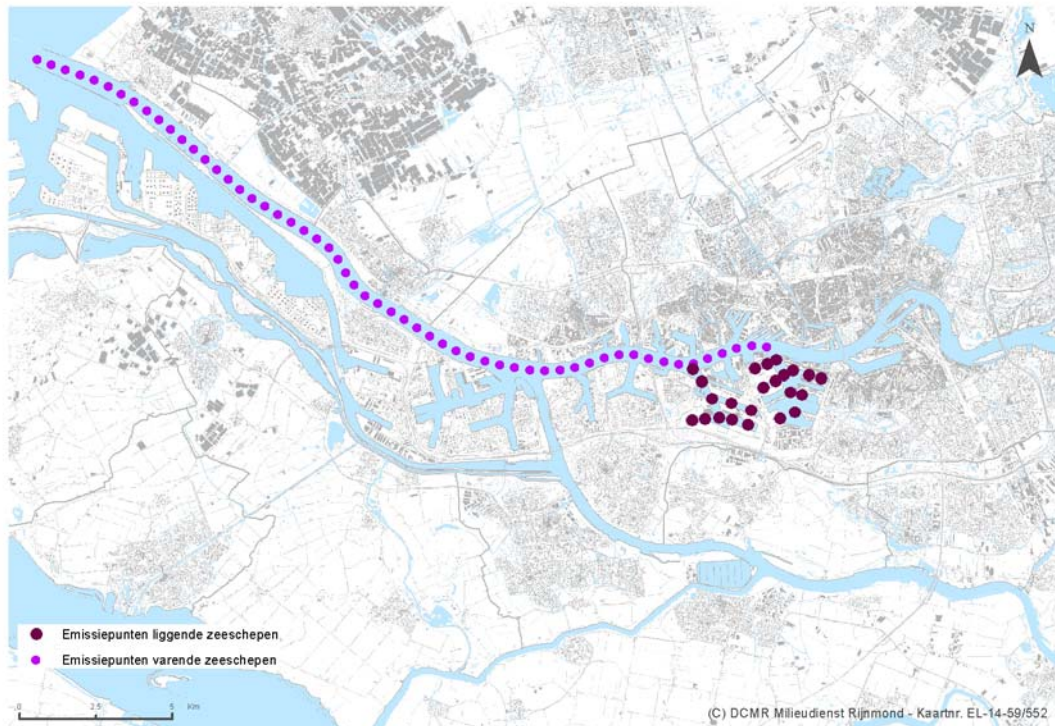 N
Emissiepunten liggende zeeschepen
Emissiepunten varende zeeschepen
0 2.5 5 Km
(C) DCMR Milieudienst Rijnmond - Kaartnr. EL-14-59/552